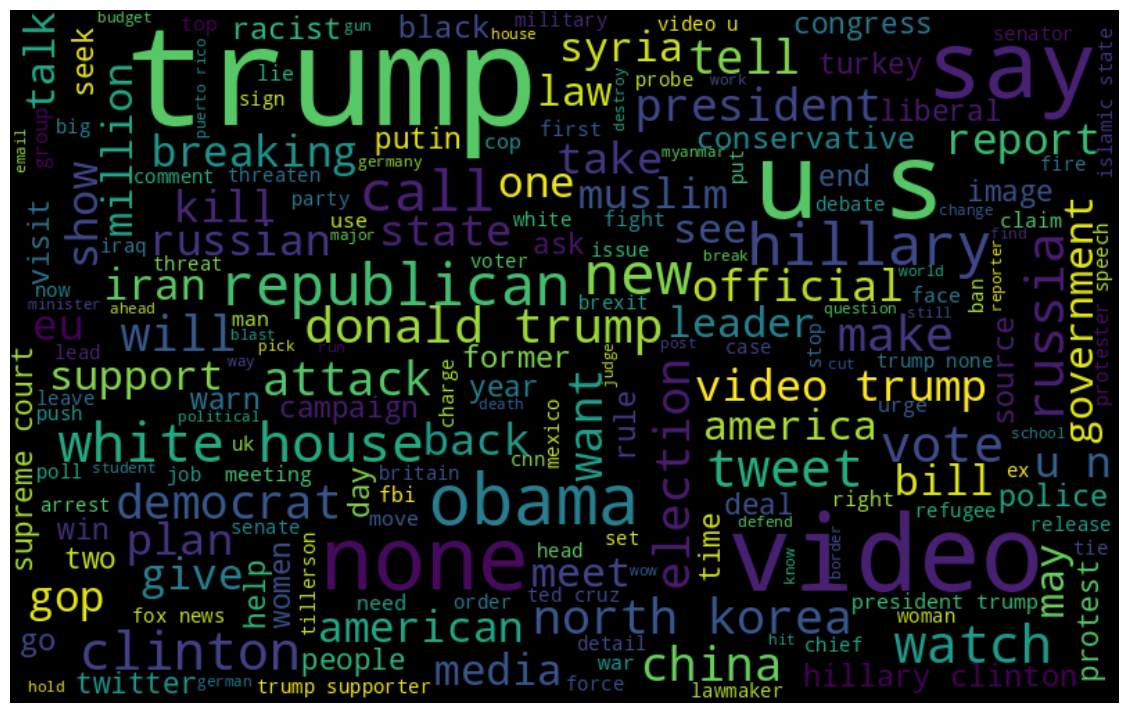 budget
top
military
video u
congress
racist
gun
black
house
senator
trump
say
seek
talk
puerto rico
lie
sign
syria
tell
probe
work
turkey
islamic state
million
law
destroy
president
liberal
email
group
big
putin
cop
first
conservative
report
breaking
germany
take
myanmar
put
fire
comment
threaten
party
call
one
muslim
u s
end
image
show
visit
kill
use
white
fight
debate
change
claim
iraq
russian
major
state
ask
issue
see
hillary
find
government
speech
threat
voter
break
world
russia
now
iran
republican
new
official
ban
reporter
minister
ahead
brexit
face
eu
will
man
blast
donald trump
leader
question
still
make
protester
lead
way
pick
run
former
post
case
stop
cut
source
supreme court
support
attack
charge
year
want
judge
rule
election
video trump
trump none
leave
warn
campaign
urge
push
political
death
mexico
america
white house
uk
back
cnn
vote
school
poll
student
job
meeting
day
britain
tweet
u n
democrat
fbi
obama
bill
ex
arrest
move
deal
right
police
refugee
win
senate
set
time
defend
release
two
plan
none
head
video
tie
give
women
tillerson
meet
wow
know
border
may
protest
gop
help
need
order
ted cruz
president trump
fox news
american
north korea
woman
go
clinton
people
detail
hit
chief
watch
media
war
china
hold
twitter
german
trump supporter
force
lawmaker
hillary clinton